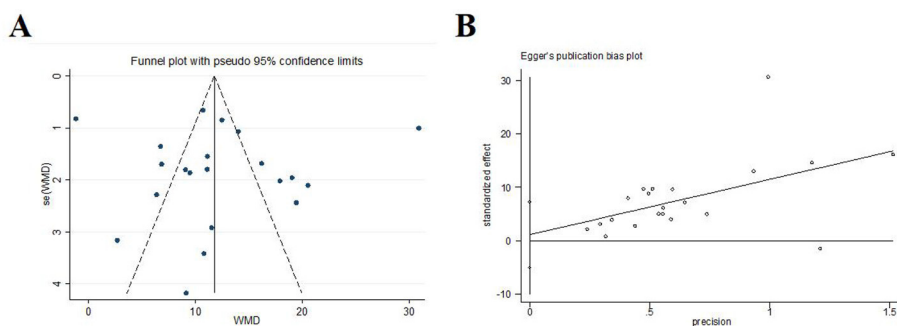 A
B
Funnel plot with pseudo 95% confidence limits
0
1
2
3
4
se(WMD)
0
10
20
30
WMD
Egger's publication bias plot
30
20
10
0
-10
standardized effect
0
.5
1
1.5
precision